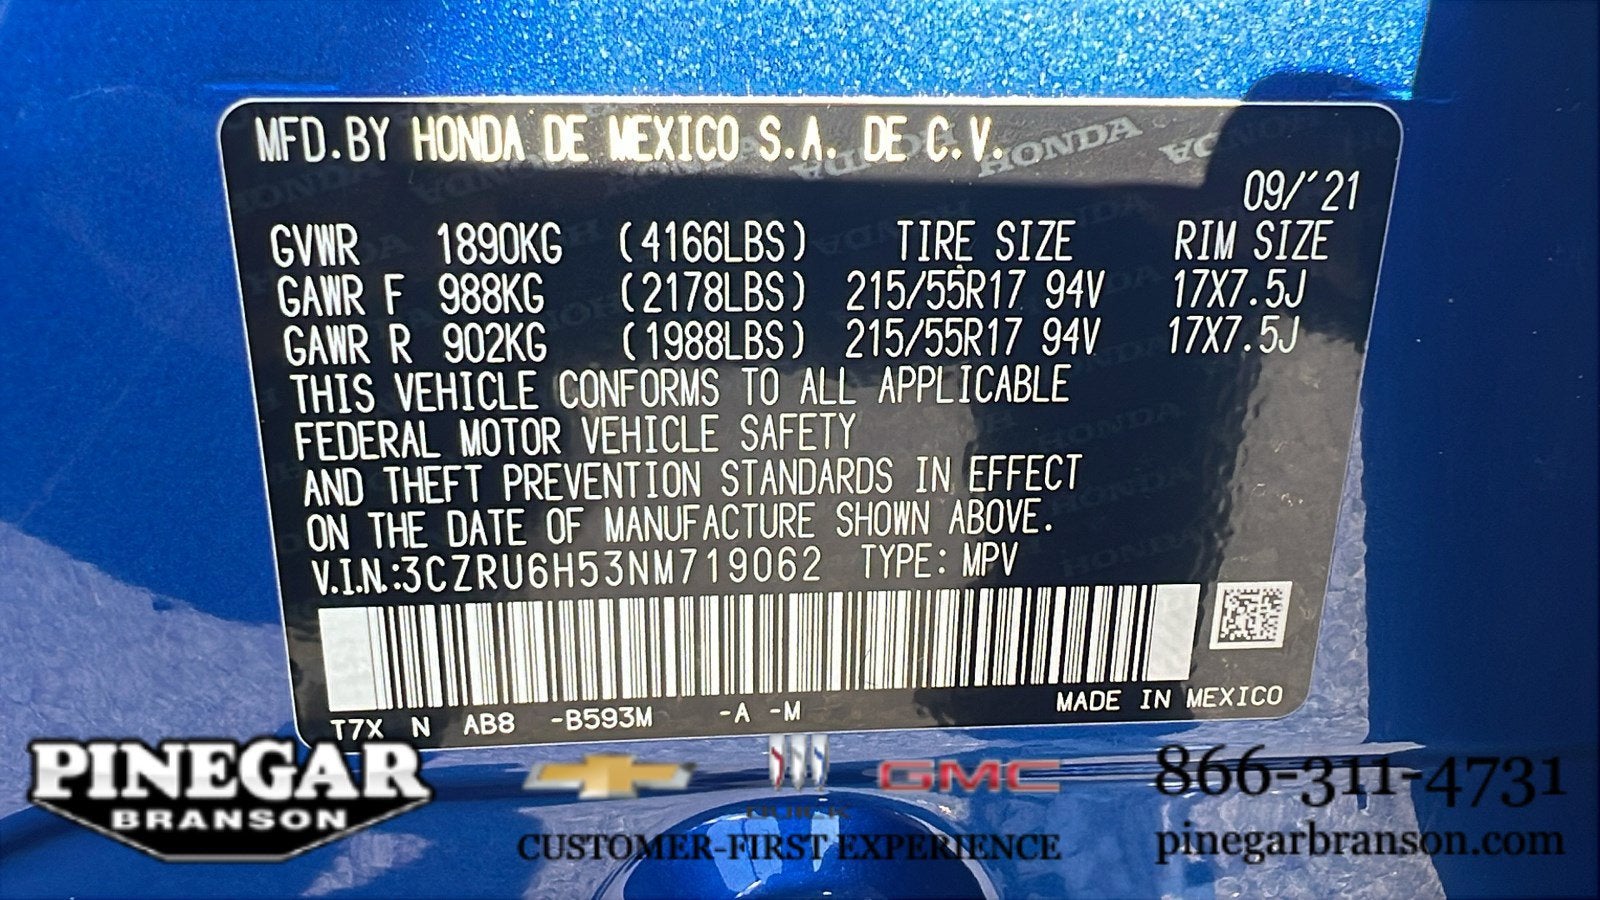 MFD.BY HONDA DE MEXICO S.A. DE C.V.
09/'21
GVWR 1890KG (4166LBS) TIRE SIZE RIM SIZE
GAWR F 988KG (2178LBS) 215/55R17 94V 17X7.5J
GAWR R 902KG (1988LBS) 215/55R17 94V 17X7.5J
THIS VEHICLE CONFORMS TO ALL APPLICABLE
FEDERAL MOTOR VEHICLE SAFETY
AND THEFT PREVENTION STANDARDS IN EFFECT
ON THE DATE OF MANUFACTURE SHOWN ABOVE.
V.I.N.:3CZRU6H53NM719062 TYPE: MPV
T7X N AB8 -B593M -A -M MADE IN MEXICO
PINEGAR
BRANSON
BUICK
GMC
CUSTOMER-FIRST EXPERIENCE
866-311-4731
pinegarbranson.com